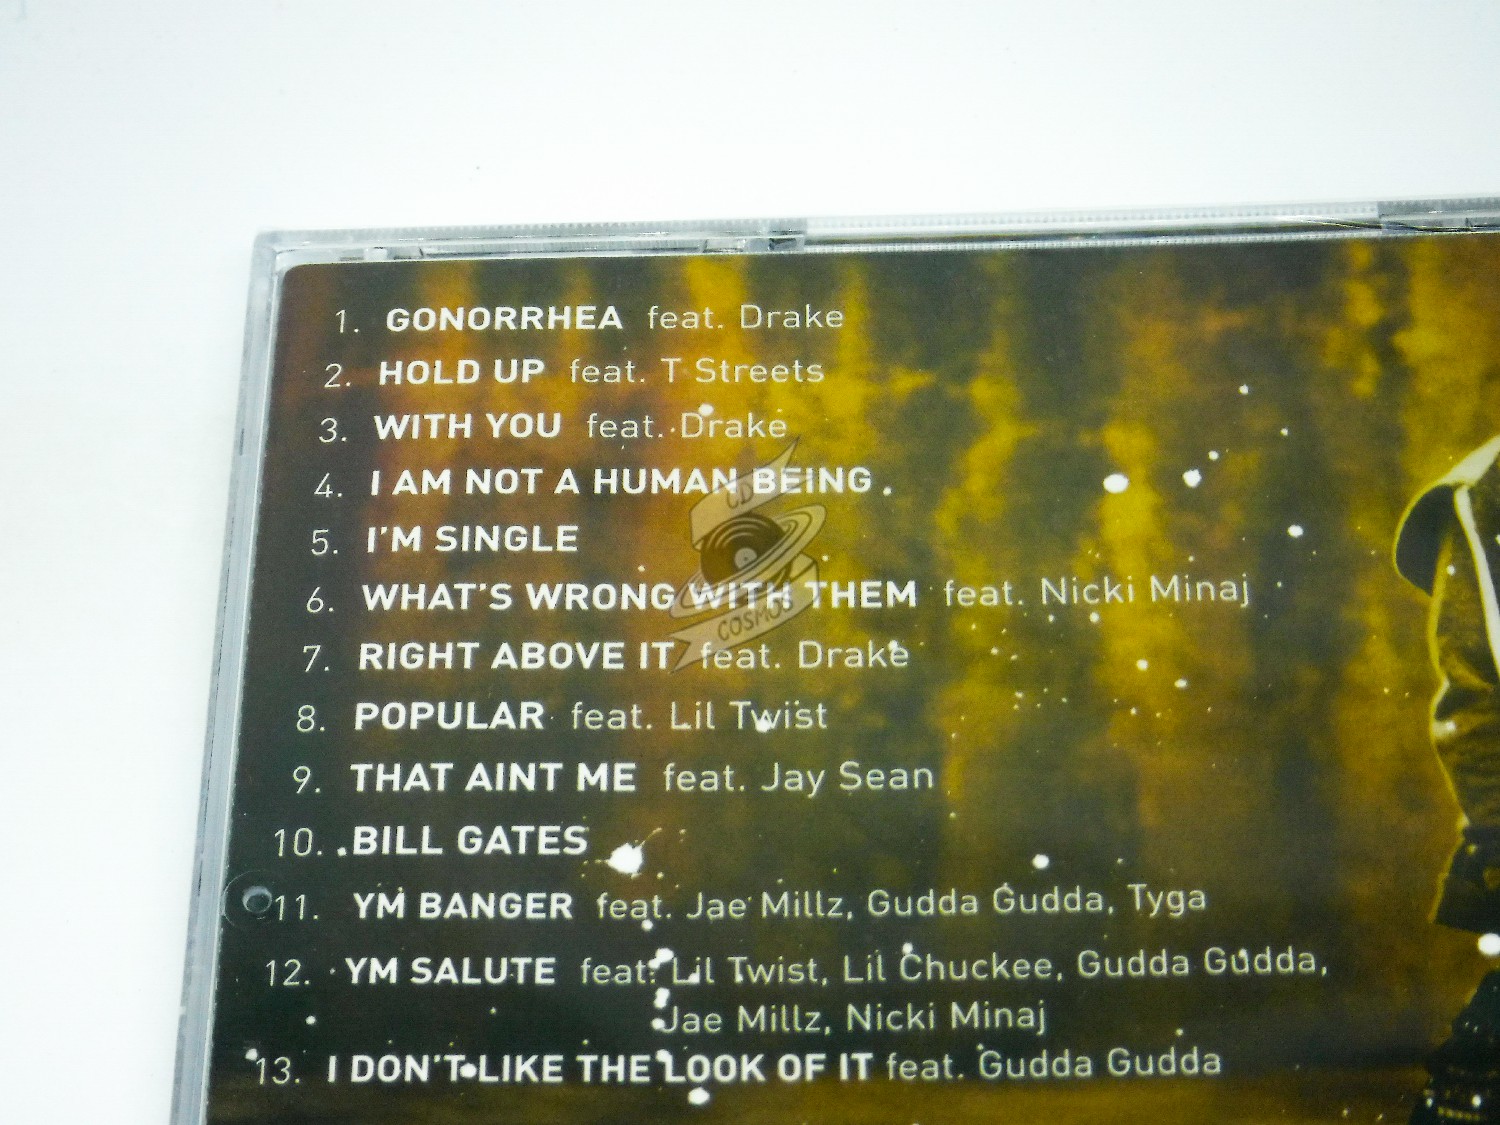 1. GONORRHEA feat. Drake
2. HOLD UP feat. T Streets
3. WITH YOU feat. Drake
4. I AM NOT A HUMAN BEING
5. I'M SINGLE
6. WHAT'S WRONG WITH THEM feat. Nicki Minaj
7. RIGHT ABOVE IT feat. Drake
8. POPULAR feat. Lil Twist
9. THAT AINT ME feat. Jay Sean
10. BILL GATES
11. YM BANGER feat. Jae Millz, Gudda Gudda, Tyga
12. YM SALUTE feat. Lil Twist, Lil Chuckee, Gudda Gudda,
Jae Millz, Nicki Minaj
13. I DON'T LIKE THE LOOK OF IT feat. Gudda Gudda
CD
COSMOS